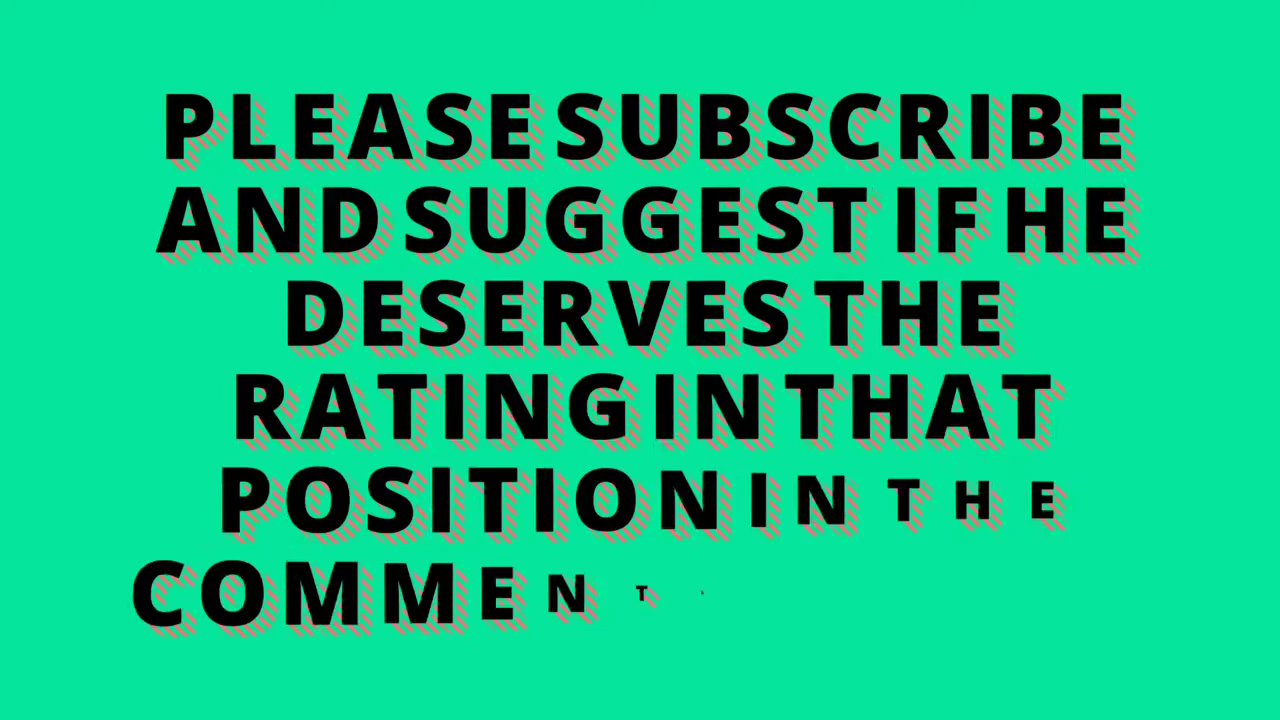 PLEASE SUBSCRIBE
AND SUGGEST IF HE
DESERVES THE
RATING IN THAT
POSITION IN THE
COMMENT